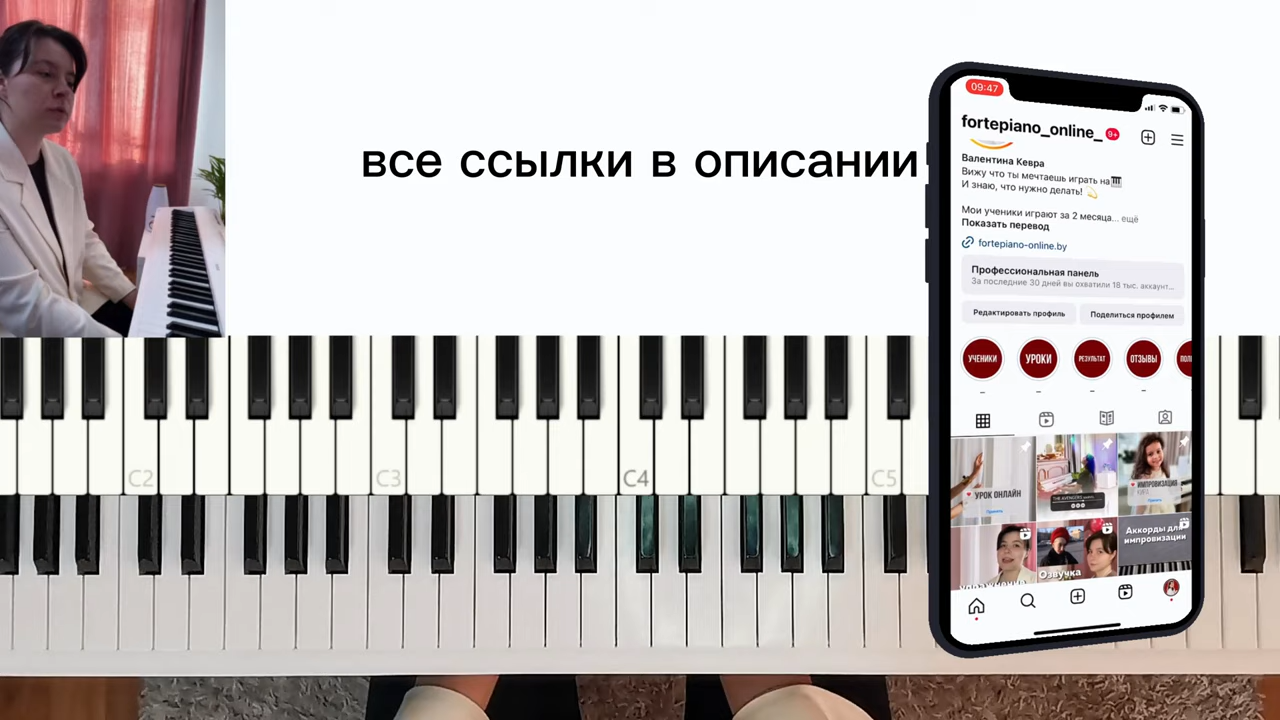 все ссылки в описании
09:47
fortepiano_online_ 9+
Валентина Кевра
Вижу что ты мечтаешь играть на
И знаю, что нужно делать!
Мои ученики играют за 2 месяца... ещё
Показать перевод
fortepiano-online.by
Профессиональная панель
За последние 30 дней вы охватили 18 тыс. аккаунт...
Редактировать профиль
Поделиться профилем
УЧЕНИКИ
УРОКИ
РЕЗУЛЬТАТ
ОТЗЫВЫ
C2
C3
C4
C5
УРОК ОНЛАЙН
ИМПРОВИЗАЦИЯ
Озвучка
Аккорды для
импровизации